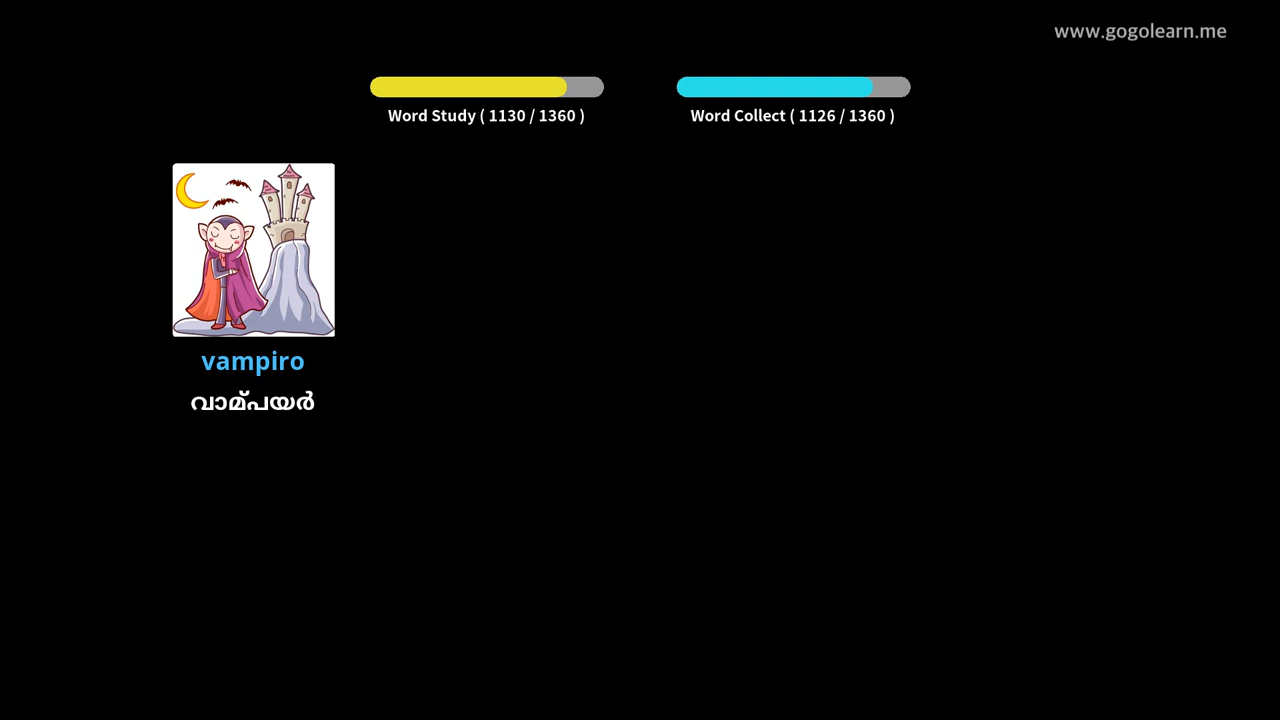 www.gogolearn.me
Word Study ( 1130 / 1360 )
Word Collect ( 1126 / 1360 )
vampiro
വാമ്പയർ